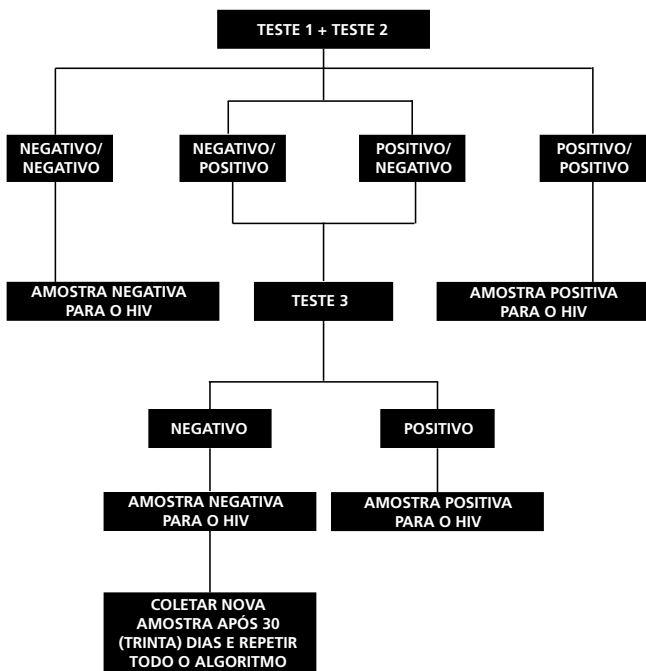 TESTE 1 + TESTE 2
NEGATIVO/
NEGATIVO
NEGATIVO/
POSITIVO
POSITIVO/
NEGATIVO
POSITIVO/
POSITIVO
AMOSTRA NEGATIVA
PARA O HIV
TESTE 3
AMOSTRA POSITIVA
PARA O HIV
NEGATIVO
POSITIVO
AMOSTRA NEGATIVA
PARA O HIV
AMOSTRA POSITIVA
PARA O HIV
COLETAR NOVA
AMOSTRA APÓS 30
(TRINTA) DIAS E REPETIR
TODO O ALGORITMO